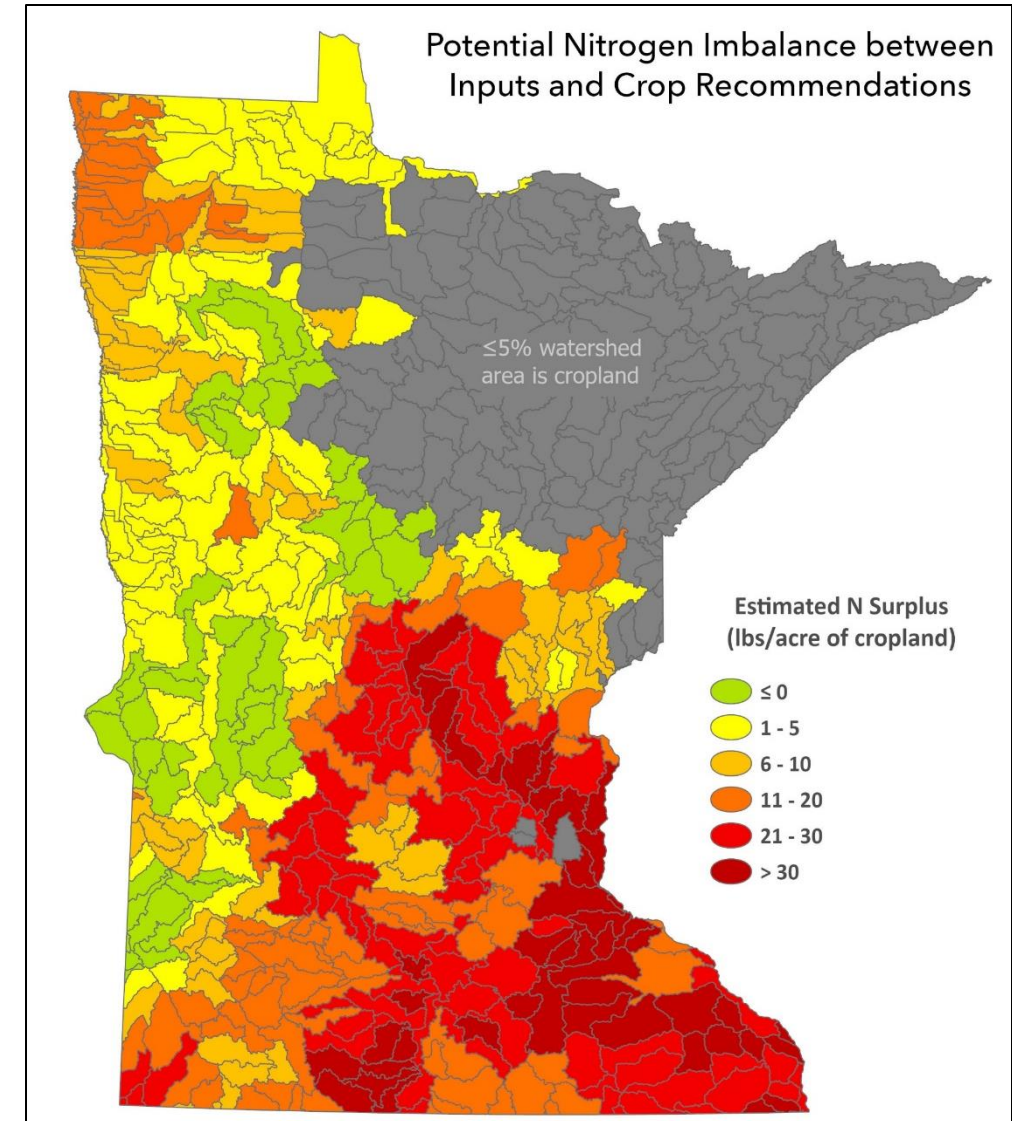 Potential Nitrogen Imbalance between
Inputs and Crop Recommendations
≤5% watershed
area is cropland
Estimated N Surplus
(lbs/acre of cropland)
≤ 0
1 - 5
6 - 10
11 - 20
21 - 30
> 30